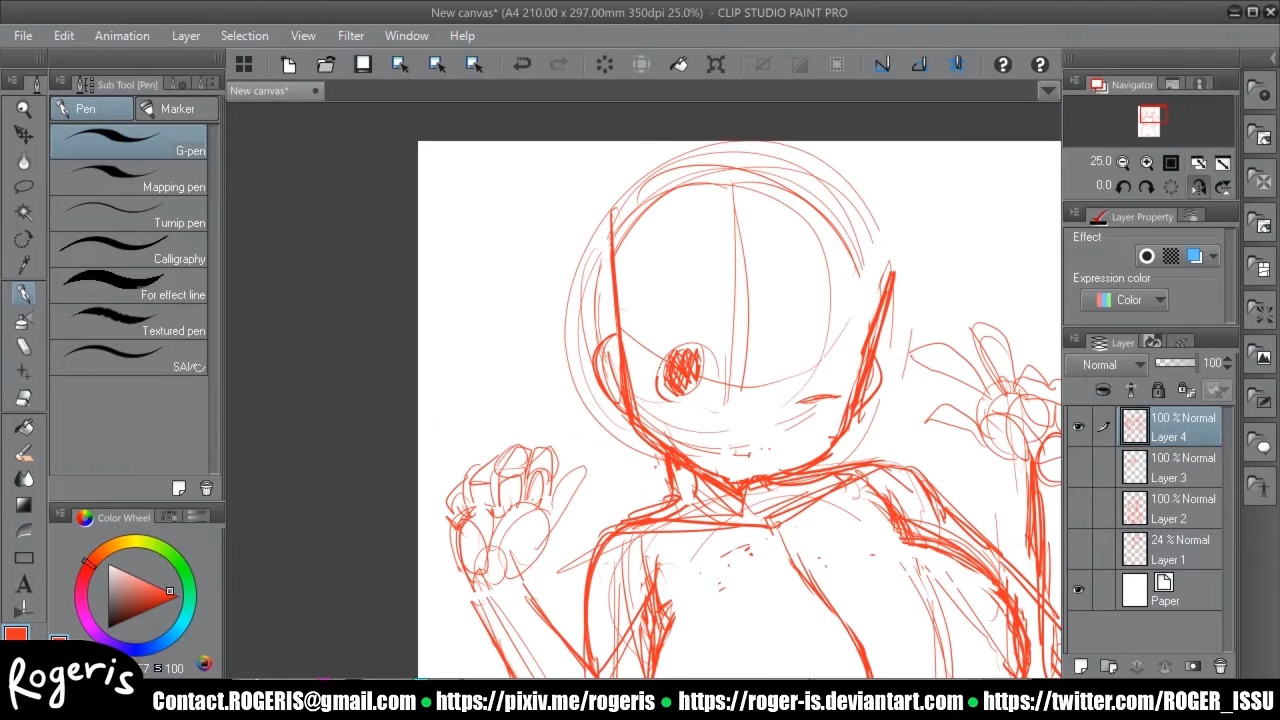 New canvas* (A4 210.00 x 297.00mm 350dpi 25.0%) - CLIP STUDIO PAINT PRO
File Edit Animation Layer Selection View Filter Window Help
Sub Tool [Pen]
New canvas*
Navigator
Pen Marker
G-pen
Mapping pen
Turnip pen
Calligraphy
For effect line
Textured pen
SAI
25.0
0.0
Layer Property
Effect
Expression color
Color
Layer
Normal 100
100 % Normal
Layer 4
100 % Normal
Layer 3
100 % Normal
Layer 2
24 % Normal
Layer 1
Paper
Color Wheel
S 100
Rogeris
Contact.ROGERIS@gmail.com ● https://pixiv.me/rogeris ● https://roger-is.deviantart.com ● https://twitter.com/ROGER_ISSU